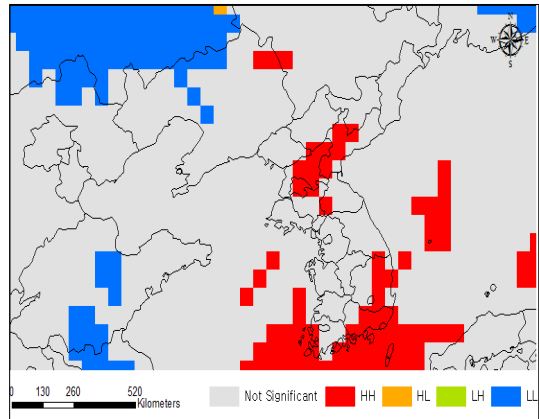 N
W E
S
0 130 260 520
Kilometers
Not Significant HH HL LH LL